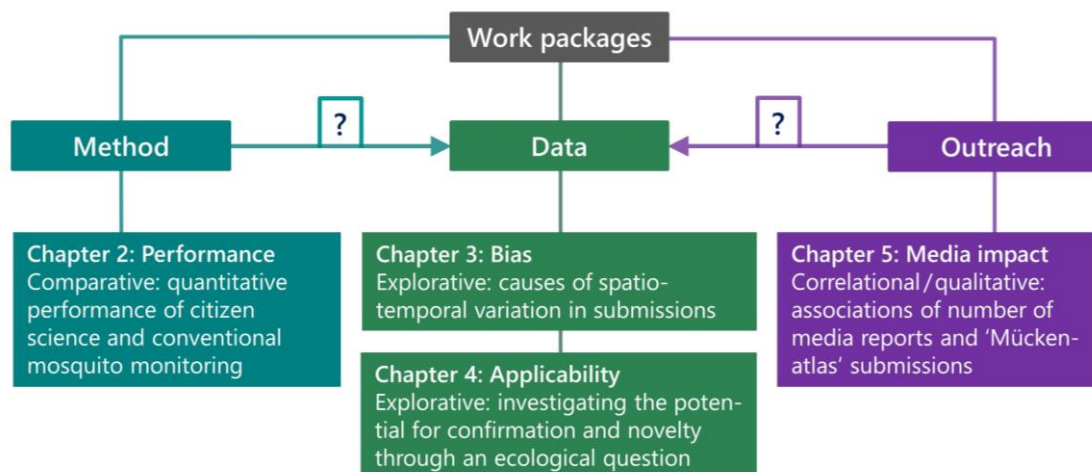 Work packages
Method
?
Data
?
Outreach
Chapter 2: Performance
Comparative: quantitative
performance of citizen
science and conventional
mosquito monitoring
Chapter 3: Bias
Explorative: causes of spatio-
temporal variation in submissions
Chapter 4: Applicability
Explorative: investigating the poten-
tial for confirmation and novelty
through an ecological question
Chapter 5: Media impact
Correlational/qualitative:
associations of number of
media reports and ‘Mücken-
atlas‘ submissions